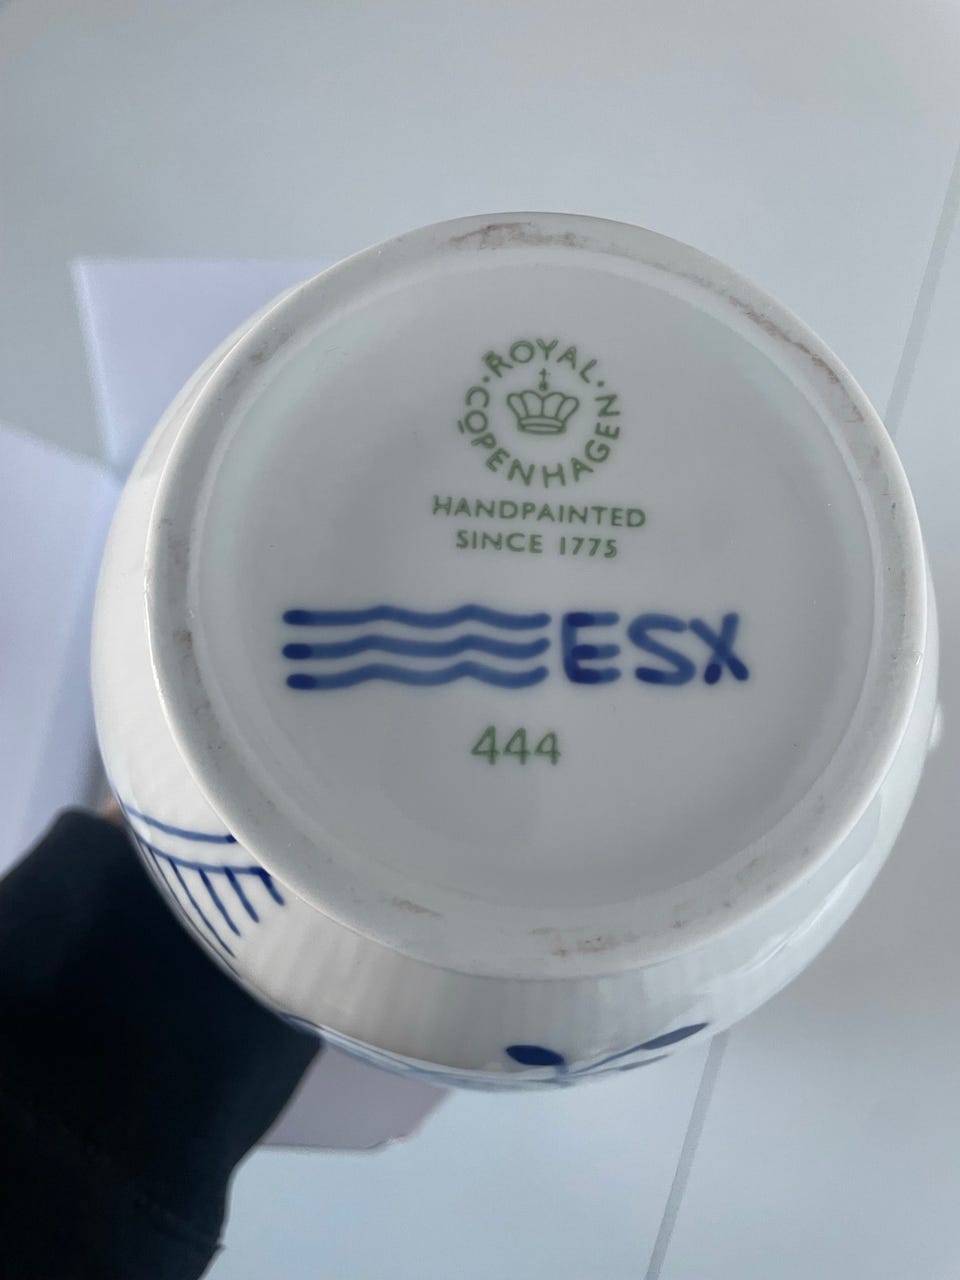 ROYAL · COPENHAGEN ·
HANDPAINTED
SINCE 1775
ESX
444